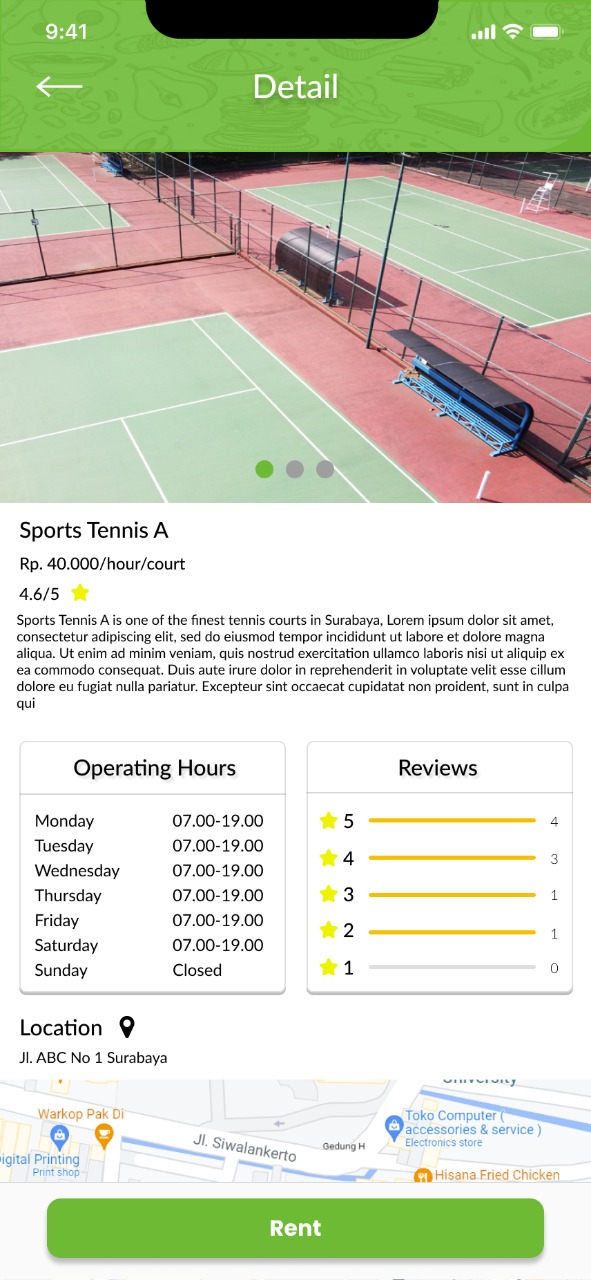 9:41
Detail
Sports Tennis A
Rp. 40.000/hour/court
4.6/5
Sports Tennis A is one of the finest tennis courts in Surabaya, Lorem ipsum dolor sit amet,
consectetur adipiscing elit, sed do eiusmod tempor incididunt ut labore et dolore magna
aliqua. Ut enim ad minim veniam, quis nostrud exercitation ullamco laboris nisi ut aliquip ex
ea commodo consequat. Duis aute irure dolor in reprehenderit in voluptate velit esse cillum
dolore eu fugiat nulla pariatur. Excepteur sint occaecat cupidatat non proident, sunt in culpa
qui
Operating Hours
Monday 07.00-19.00
Tuesday 07.00-19.00
Wednesday 07.00-19.00
Thursday 07.00-19.00
Friday 07.00-19.00
Saturday 07.00-19.00
Sunday Closed
Reviews
5 4
4 3
3 1
2 1
1 0
Location
Jl. ABC No 1 Surabaya
University
Warkop Pak Di
Toko Computer (
accessories & service )
Electronics store
Jl. Siwalankerto
Gedung H
igital Printing
Print shop
Hisana Fried Chicken
Rent